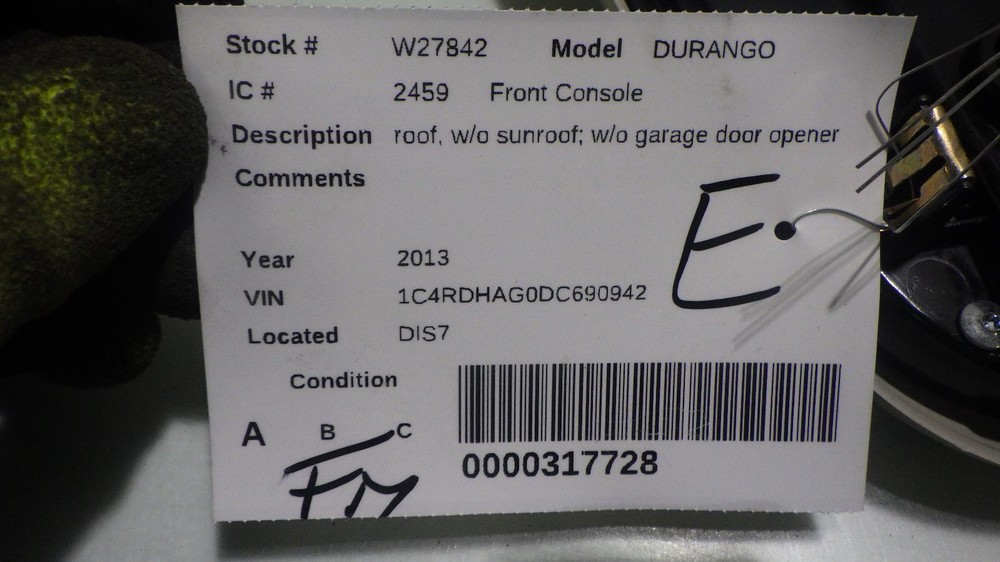 Stock # W27842 Model DURANGO
IC # 2459 Front Console
Description roof, w/o sunroof; w/o garage door opener
Comments
E.
Year 2013
VIN 1C4RDHAG0DC690942
Located DIS7
Condition
A B C
0000317728
FM